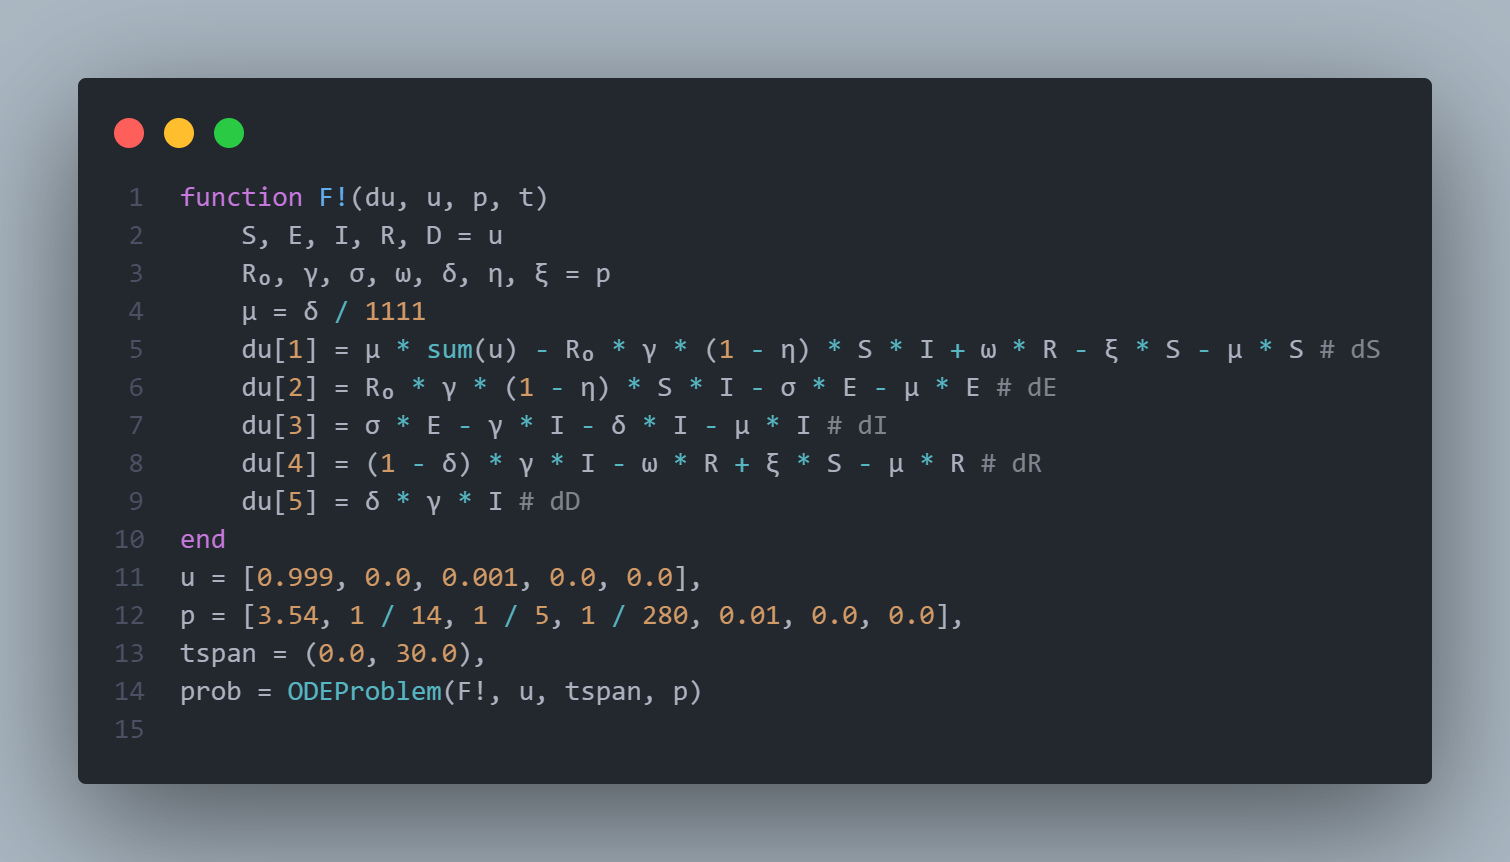 1 function F!(du, u, p, t)
2     S, E, I, R, D = u
3     R₀, γ, σ, ω, δ, η, ξ = p
4     μ = δ / 1111
5     du[1] = μ * sum(u) - R₀ * γ * (1 - η) * S * I + ω * R - ξ * S - μ * S # dS
6     du[2] = R₀ * γ * (1 - η) * S * I - σ * E - μ * E # dE
7     du[3] = σ * E - γ * I - δ * I - μ * I # dI
8     du[4] = (1 - δ) * γ * I - ω * R + ξ * S - μ * R # dR
9     du[5] = δ * γ * I # dD
10 end
11 u = [0.999, 0.0, 0.001, 0.0, 0.0],
12 p = [3.54, 1 / 14, 1 / 5, 1 / 280, 0.01, 0.0, 0.0],
13 tspan = (0.0, 30.0),
14 prob = ODEProblem(F!, u, tspan, p)
15